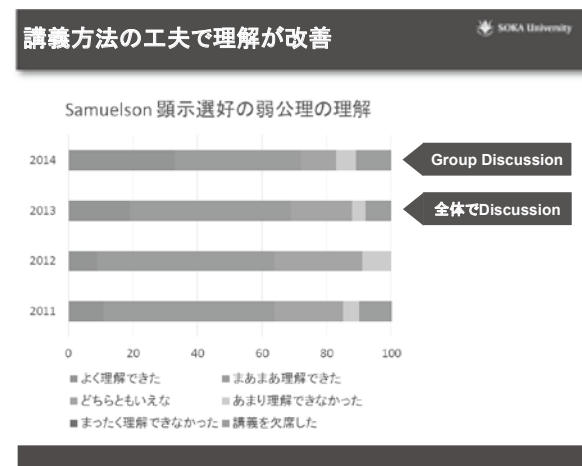 講義方法の工夫で理解が改善
SOKA University
Samuelson 顕示選好の弱公理の理解
2014
Group Discussion
2013
全体でDiscussion
2012
2011
0 20 40 60 80 100
■よく理解できた ■まあまあ理解できた
■どちらともいえな ■あまり理解できなかった
■まったく理解できなかった ■講義を欠席した